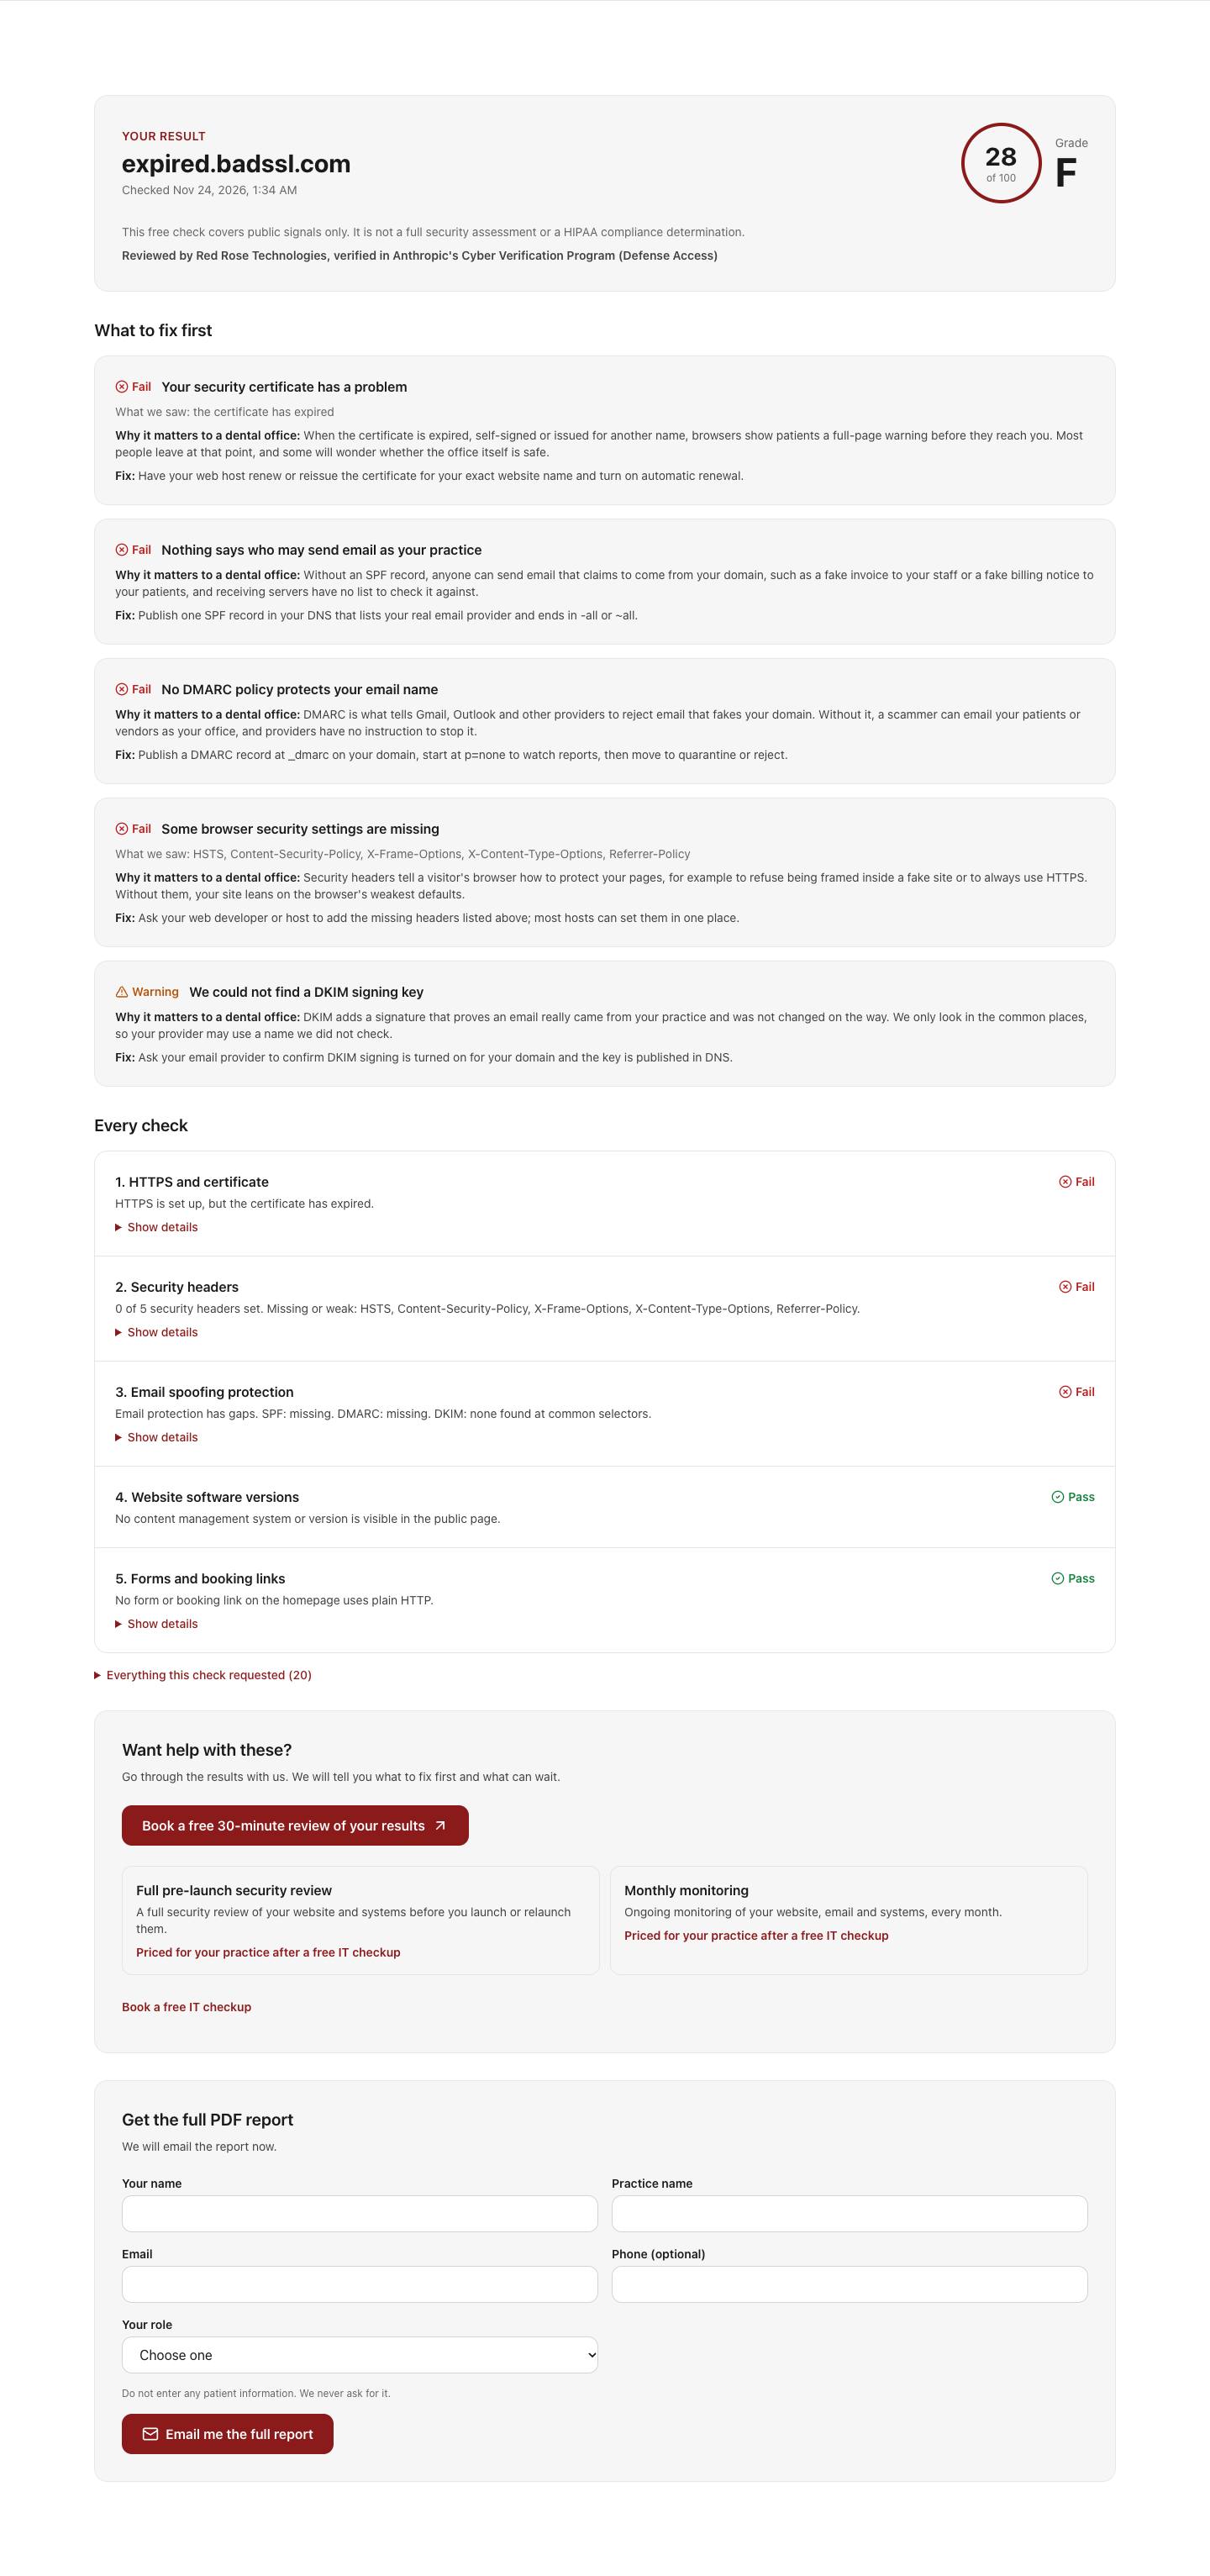 YOUR RESULT
expired.badssl.com
Checked Nov 24, 2026, 1:34 AM
28
of 100
Grade
F
This free check covers public signals only. It is not a full security assessment or a HIPAA compliance determination.
Reviewed by Red Rose Technologies, verified in Anthropic's Cyber Verification Program (Defense Access)
What to fix first
Fail Your security certificate has a problem
What we saw: the certificate has expired
Why it matters to a dental office: When the certificate is expired, self-signed or issued for another name, browsers show patients a full-page warning before they reach you. Most
people leave at that point, and some will wonder whether the office itself is safe.
Fix: Have your web host renew or reissue the certificate for your exact website name and turn on automatic renewal.
Fail Nothing says who may send email as your practice
Why it matters to a dental office: Without an SPF record, anyone can send email that claims to come from your domain, such as a fake invoice to your staff or a fake billing notice to
your patients, and receiving servers have no list to check it against.
Fix: Publish one SPF record in your DNS that lists your real email provider and ends in -all or ~all.
Fail No DMARC policy protects your email name
Why it matters to a dental office: DMARC is what tells Gmail, Outlook and other providers to reject email that fakes your domain. Without it, a scammer can email your patients or
vendors as your office, and providers have no instruction to stop it.
Fix: Publish a DMARC record at _dmarc on your domain, start at p=none to watch reports, then move to quarantine or reject.
Fail Some browser security settings are missing
What we saw: HSTS, Content-Security-Policy, X-Frame-Options, X-Content-Type-Options, Referrer-Policy
Why it matters to a dental office: Security headers tell a visitor's browser how to protect your pages, for example to refuse being framed inside a fake site or to always use HTTPS.
Without them, your site leans on the browser's weakest defaults.
Fix: Ask your web developer or host to add the missing headers listed above; most hosts can set them in one place.
Warning We could not find a DKIM signing key
Why it matters to a dental office: DKIM adds a signature that proves an email really came from your practice and was not changed on the way. We only look in the common places,
so your provider may use a name we did not check.
Fix: Ask your email provider to confirm DKIM signing is turned on for your domain and the key is published in DNS.
Every check
1. HTTPS and certificate
Fail
HTTPS is set up, but the certificate has expired.
Show details
2. Security headers
Fail
0 of 5 security headers set. Missing or weak: HSTS, Content-Security-Policy, X-Frame-Options, X-Content-Type-Options, Referrer-Policy.
Show details
3. Email spoofing protection
Fail
Email protection has gaps. SPF: missing. DMARC: missing. DKIM: none found at common selectors.
Show details
4. Website software versions
Pass
No content management system or version is visible in the public page.
5. Forms and booking links
Pass
No form or booking link on the homepage uses plain HTTP.
Show details
Everything this check requested (20)
Want help with these?
Go through the results with us. We will tell you what to fix first and what can wait.
Book a free 30-minute review of your results
Full pre-launch security review
A full security review of your website and systems before you launch or relaunch
them.
Priced for your practice after a free IT checkup
Monthly monitoring
Ongoing monitoring of your website, email and systems, every month.
Priced for your practice after a free IT checkup
Book a free IT checkup
Get the full PDF report
We will email the report now.
Your name
Practice name
Email
Phone (optional)
Your role
Choose one
Do not enter any patient information. We never ask for it.
Email me the full report